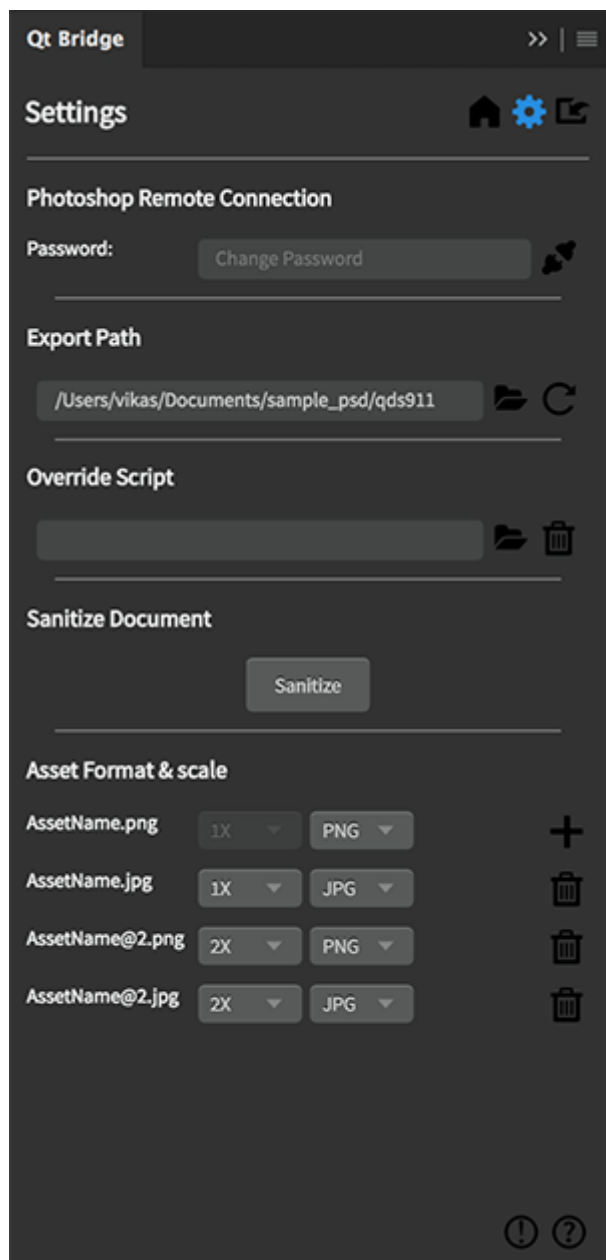 Qt Bridge
Settings
Photoshop Remote Connection
Password: Change Password
Export Path
/Users/vikas/Documents/sample_psd/qds911
Override Script
Sanitize Document
Sanitize
Asset Format & scale
AssetName.png 1X PNG
AssetName.jpg 1X JPG
AssetName@2.png 2X PNG
AssetName@2.jpg 2X JPG